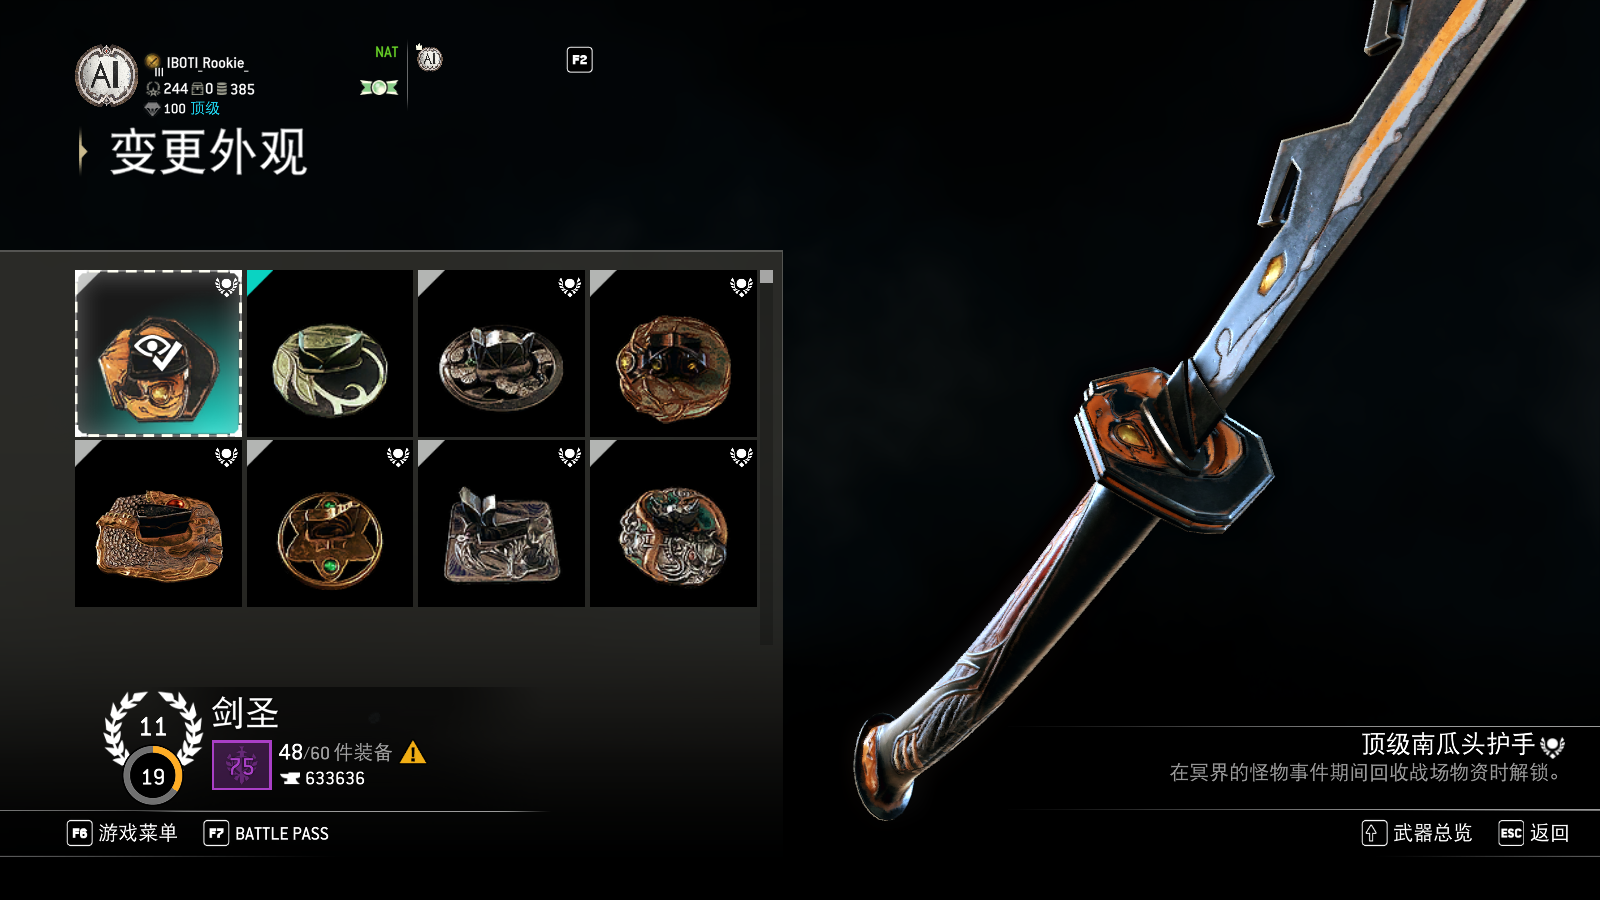 AI
IBOTI_Rookie_
III
244 0 385
100 顶级
NAT
AI
F2
变更外观
11
19
剑圣
75
48/60 件装备
633636
顶级南瓜头护手
在冥界的怪物事件期间回收战场物资时解锁。
F6 游戏菜单
F7 BATTLE PASS
武器总览
ESC 返回